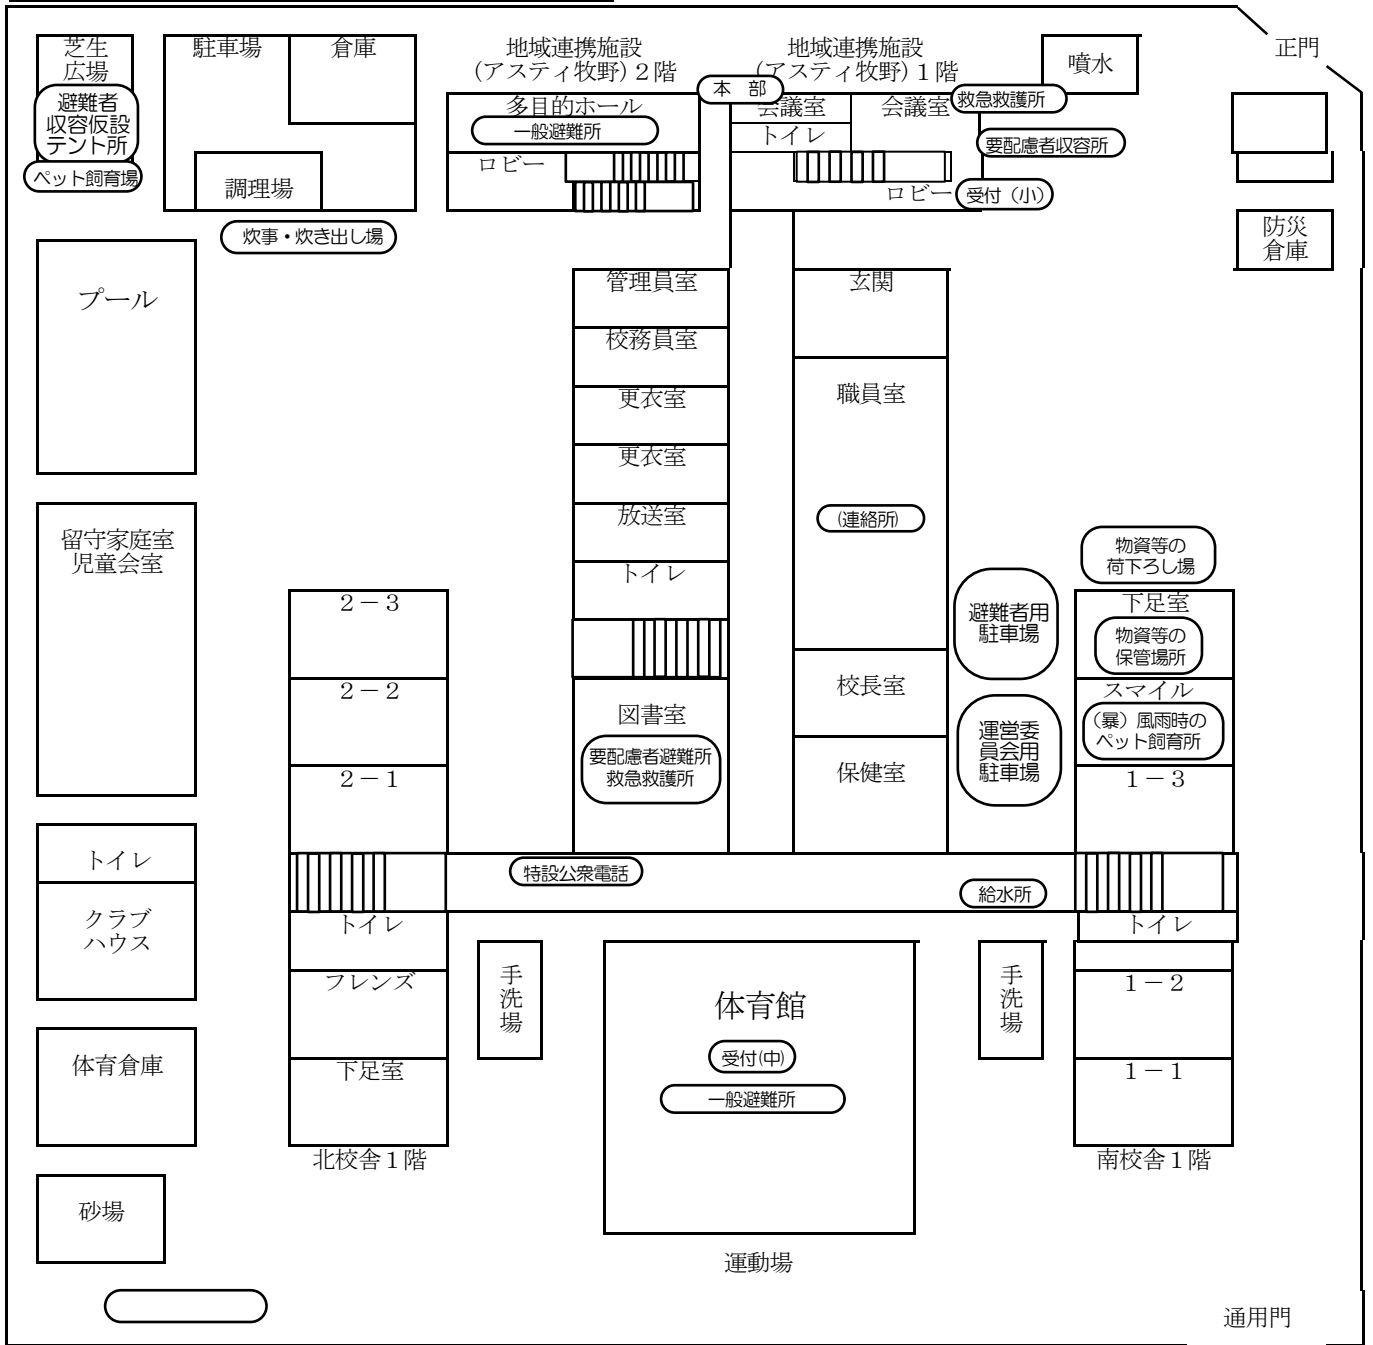 芝生
広場
避難者
収容仮設
テント所
ペット飼育場
駐車場
倉庫
調理場
炊事・炊き出し場
地域連携施設
(アスティ牧野)２階
多目的ホール
一般避難所
ロビー
本　部
地域連携施設
(アスティ牧野)１階
会議室
会議室
トイレ
救急救護所
要配慮者収容所
ロビー
受付（小）
噴水
正門
防災
倉庫
プール
留守家庭室
児童会室
トイレ
クラブ
ハウス
体育倉庫
砂場
管理員室
校務員室
更衣室
更衣室
放送室
トイレ
図書室
要配慮者避難所
救急救護所
玄関
職員室
(連絡所)
校長室
保健室
避難者用
駐車場
運営委
員会用
駐車場
物資等の
荷下ろし場
下足室
物資等の
保管場所
スマイル
（暴）風雨時の
ペット飼育所
１－３
２－３
２－２
２－１
特設公衆電話
給水所
トイレ
フレンズ
下足室
北校舎１階
手
洗
場
体育館
受付(中)
一般避難所
手
洗
場
トイレ
１－２
１－１
南校舎１階
運動場
通用門